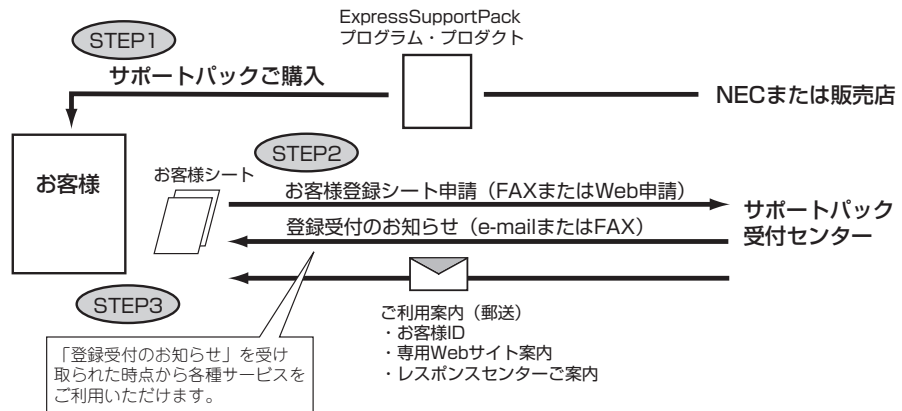 ExpressSupportPack
プログラム・プロダクト
STEP1
サポートパックご購入
NECまたは販売店
お客様
お客様シート
STEP2
お客様登録シート申請（FAXまたはWeb申請）
登録受付のお知らせ（e-mailまたはFAX）
サポートパック
受付センター
STEP3
ご利用案内（郵送）
・お客様ID
・専用Webサイト案内
・レスポンスセンターご案内
「登録受付のお知らせ」を受け
取られた時点から各種サービスを
ご利用いただけます。